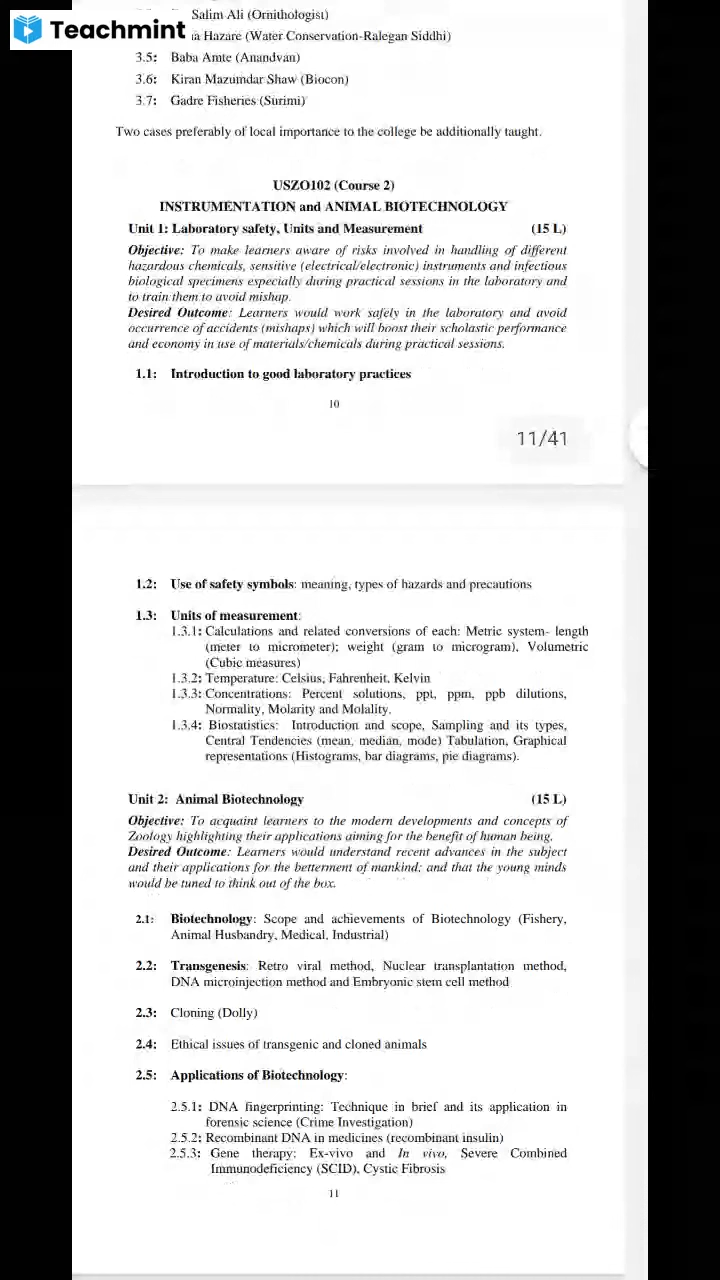 Teachmint
Salim Ali (Ornithologist)
Hazare (Water Conservation-Ralegan Siddhi)
3.5: Baba Amte (Anandvan)
3.6: Kiran Mazumdar Shaw (Biocon)
3.7: Gadre Fisheries (Surimi)
Two cases preferably of local importance to the college be additionally taught.
USZO102 (Course 2)
INSTRUMENTATION and ANIMAL BIOTECHNOLOGY
Unit 1: Laboratory safety, Units and Measurement (15 L)
Objective: To make learners aware of risks involved in handling of different
hazardous chemicals, sensitive (electrical/electronic) instruments and infectious
biological specimens especially during practical sessions in the laboratory and
to train them to avoid mishap.
Desired Outcome: Learners would work safely in the laboratory and avoid
occurrence of accidents (mishaps) which will boost their scholastic performance
and economy in use of materials/chemicals during practical sessions.
1.1: Introduction to good laboratory practices
10
11/41
1.2: Use of safety symbols: meaning, types of hazards and precautions
1.3: Units of measurement:
1.3.1: Calculations and related conversions of each: Metric system- length
(meter to micrometer); weight (gram to microgram), Volumetric
(Cubic measures)
1.3.2: Temperature: Celsius, Fahrenheit, Kelvin
1.3.3: Concentrations: Percent solutions, ppt, ppm, ppb dilutions,
Normality, Molarity and Molality.
1.3.4: Biostatistics: Introduction and scope, Sampling and its types,
Central Tendencies (mean, median, mode) Tabulation, Graphical
representations (Histograms, bar diagrams, pie diagrams).
Unit 2: Animal Biotechnology (15 L)
Objective: To acquaint learners to the modern developments and concepts of
Zoology highlighting their applications aiming for the benefit of human being.
Desired Outcome: Learners would understand recent advances in the subject
and their applications for the betterment of mankind; and that the young minds
would be tuned to think out of the box.
2.1: Biotechnology: Scope and achievements of Biotechnology (Fishery,
Animal Husbandry, Medical, Industrial)
2.2: Transgenesis: Retro viral method, Nuclear transplantation method,
DNA microinjection method and Embryonic stem cell method
2.3: Cloning (Dolly)
2.4: Ethical issues of transgenic and cloned animals
2.5: Applications of Biotechnology:
2.5.1: DNA fingerprinting: Technique in brief and its application in
forensic science (Crime Investigation)
2.5.2: Recombinant DNA in medicines (recombinant insulin)
2.5.3: Gene therapy: Ex-vivo and In vivo, Severe Combined
Immunodeficiency (SCID), Cystic Fibrosis
11